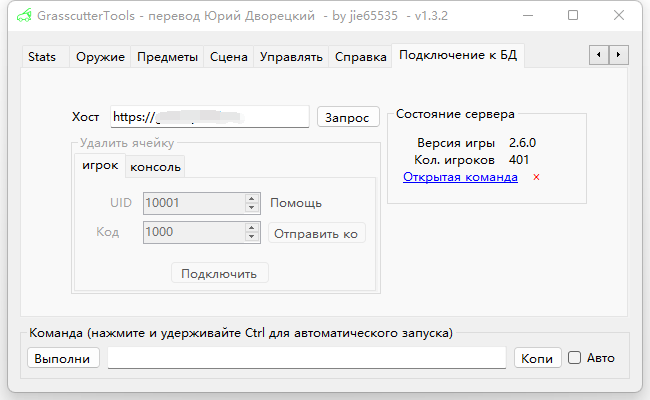 GrasscutterTools - перевод Юрий Дворецкий - by jie65535 - v1.3.2
Stats Оружие Предметы Сцена Управлять Справка Подключение к БД
Хост https:// Запрос
Состояние сервера
Версия игры 2.6.0
Кол. игроков 401
Открытая команда ×
Удалить ячейку
игрок консоль
UID 10001 Помощь
Код 1000 Отправить ко
Подключить
Команда (нажмите и удерживайте Ctrl для автоматического запуска)
Выполни Копи Авто